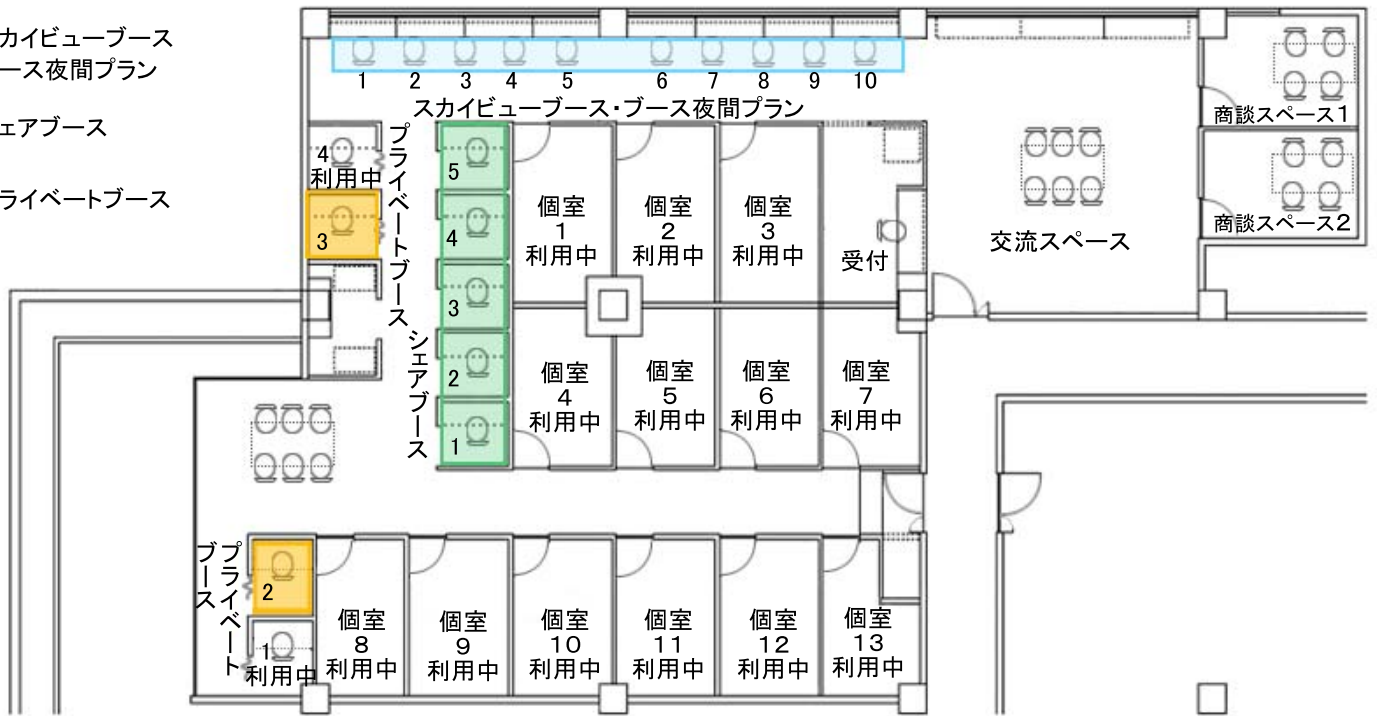 カイビューブース
ース夜間プラン
ェアブース
ライベートブース
1 2 3 4 5 6 7 8 9 10
スカイビューブース・ブース夜間プラン
商談スペース1
商談スペース2
交流スペース
受付
プライベートブース
4
利用中
3
シェアブース
5
4
3
2
1
個室
1
利用中
個室
2
利用中
個室
3
利用中
個室
4
利用中
個室
5
利用中
個室
6
利用中
個室
7
利用中
プライベート
ブース
2
1
利用中
個室
8
利用中
個室
9
利用中
個室
10
利用中
個室
11
利用中
個室
12
利用中
個室
13
利用中